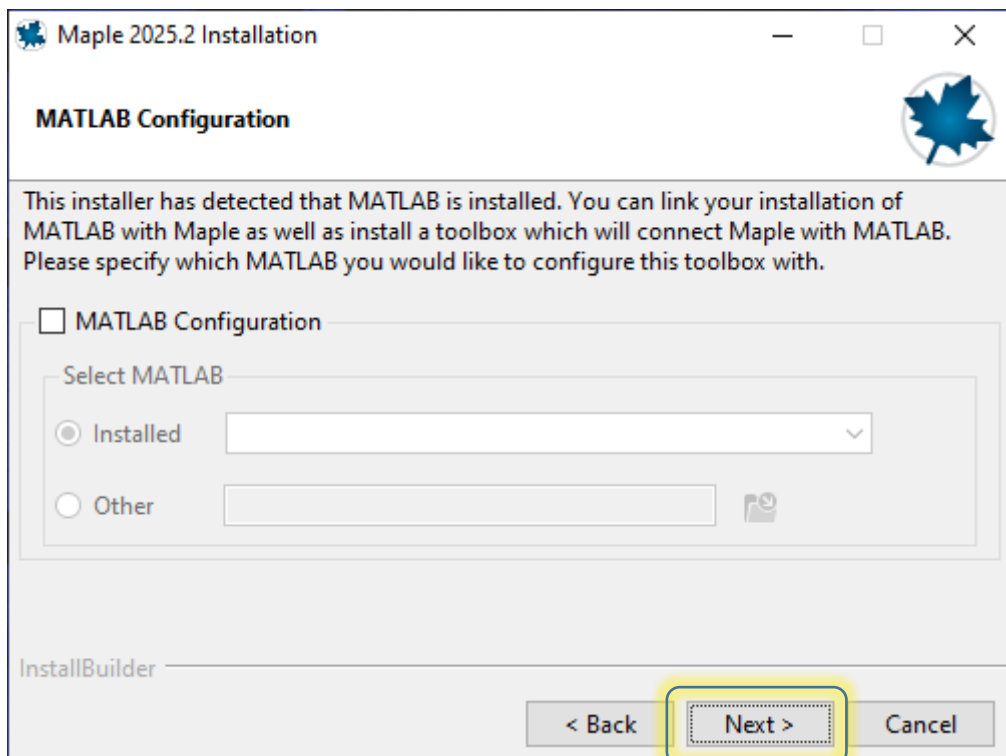 Maple 2025.2 Installation
MATLAB Configuration
This installer has detected that MATLAB is installed. You can link your installation of
MATLAB with Maple as well as install a toolbox which will connect Maple with MATLAB.
Please specify which MATLAB you would like to configure this toolbox with.
MATLAB Configuration
Select MATLAB
Installed
Other
InstallBuilder
< Back Next > Cancel